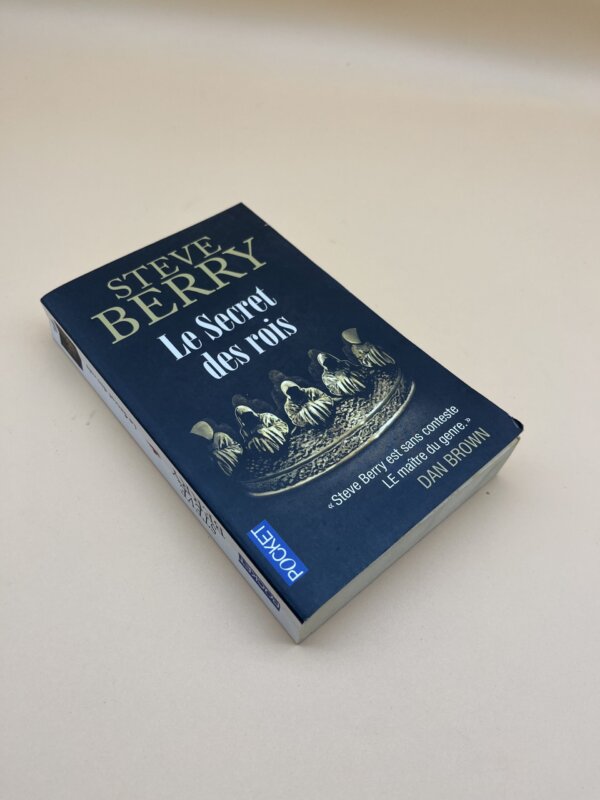 STEVE
BERRY
Le Secret
des rois
« Steve Berry est sans conteste
LE maître du genre. »
DAN BROWN
POCKET